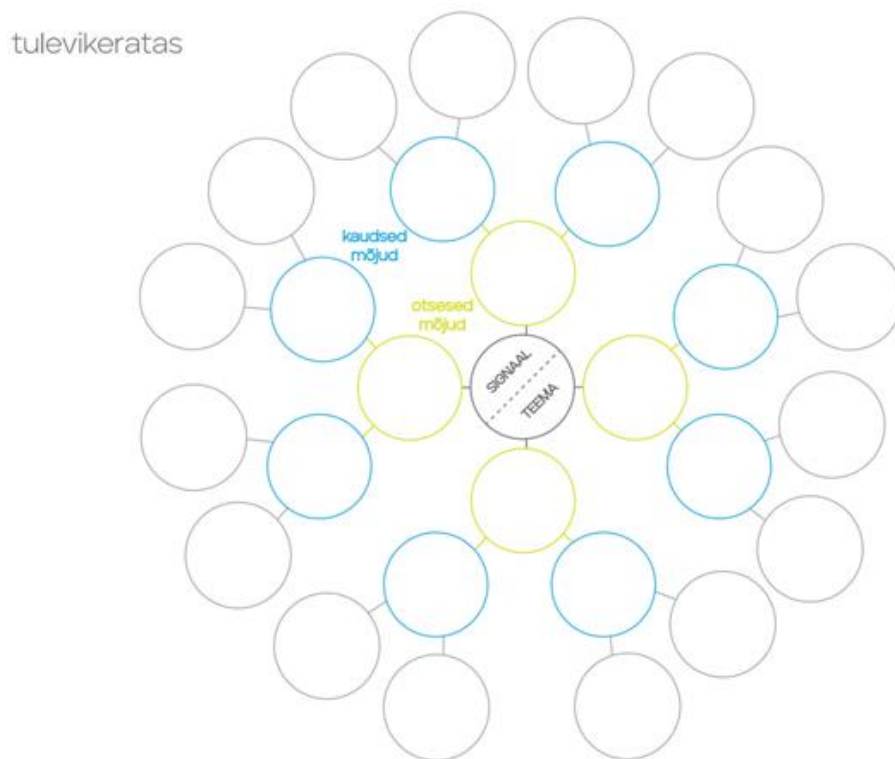 tulevikeratas
kaudsed
mõjud
otsesed
mõjud
SIGNAAL
TEEMA